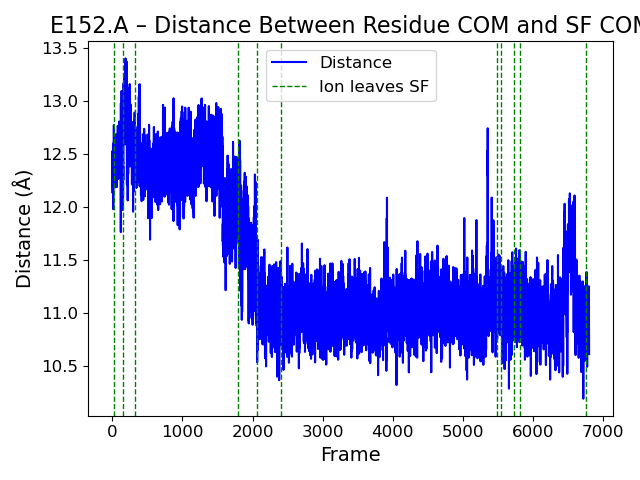 E152.A – Distance Between Residue COM and SF COM
Distance
Ion leaves SF
Distance (Å)
13.5
13.0
12.5
12.0
11.5
11.0
10.5
0 1000 2000 3000 4000 5000 6000 7000
Frame